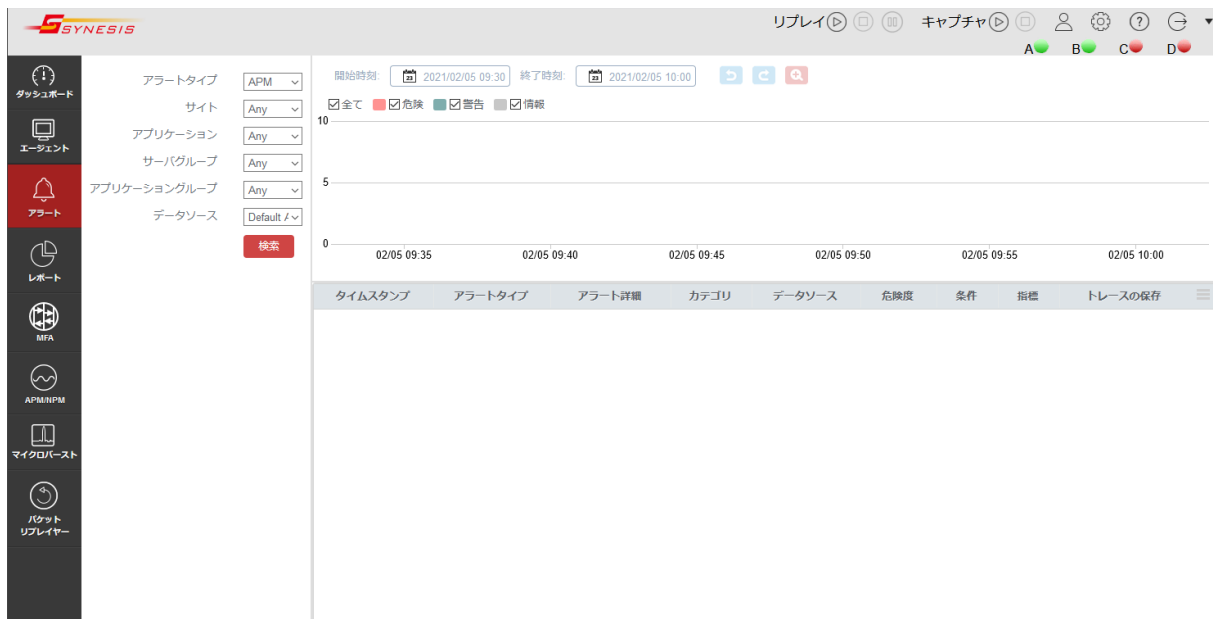 SYNESIS
リプレイ キャプチャ
A B C D
ダッシュボード
エージェント
アラート
レポート
MFA
APM/NPM
マイクロバースト
パケット
リプレイヤー
アラートタイプ APM
サイト Any
アプリケーション Any
サーバグループ Any
アプリケーショングループ Any
データソース Default A
検索
開始時刻: 23 2021/02/05 09:30 終了時刻: 23 2021/02/05 10:00
全て 危険 警告 情報
10
5
0
02/05 09:35 02/05 09:40 02/05 09:45 02/05 09:50 02/05 09:55 02/05 10:00
タイムスタンプ アラートタイプ アラート詳細 カテゴリ データソース 危険度 条件 指標 トレースの保存